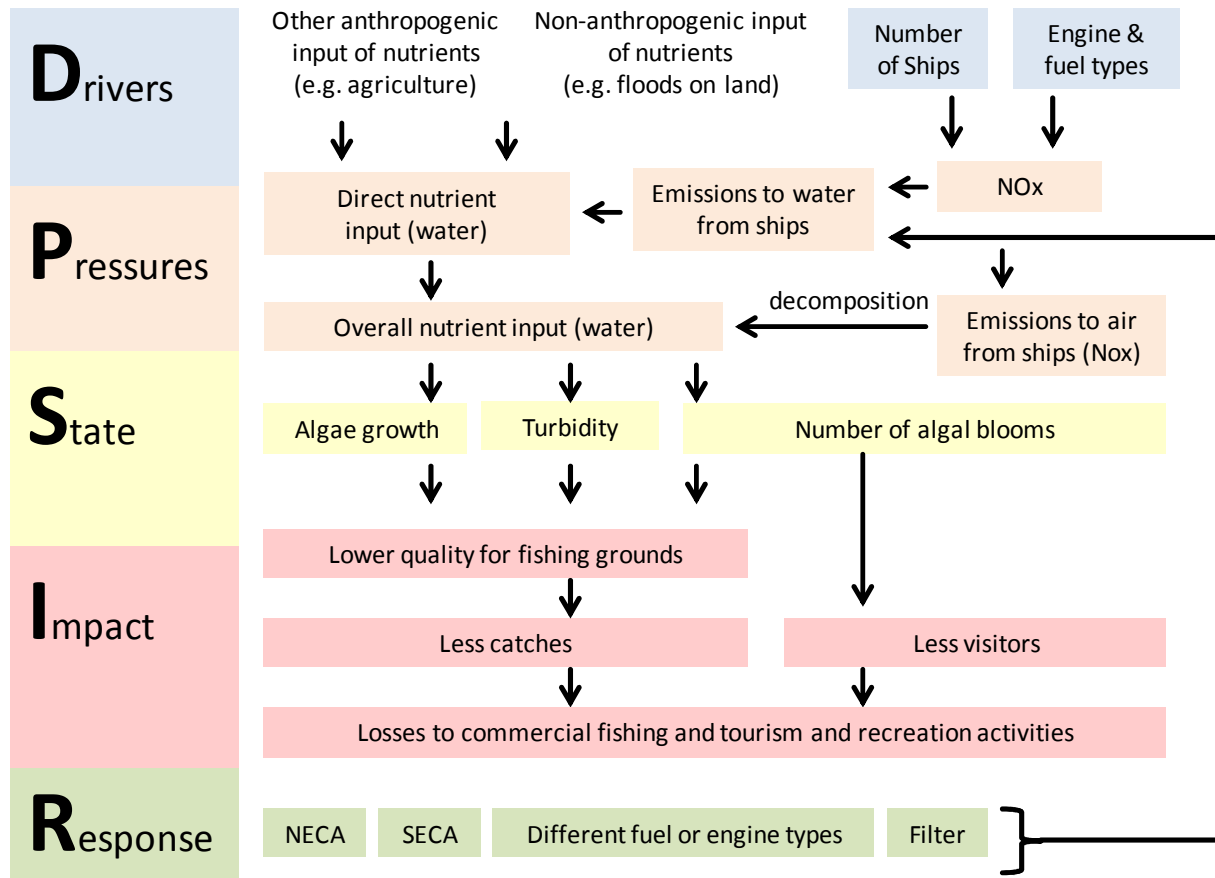 Drivers
Other anthropogenic
input of nutrients
(e.g. agriculture)
Non-anthropogenic input
of nutrients
(e.g. floods on land)
Number
of Ships
Engine &
fuel types
Pressures
Direct nutrient
input (water)
Emissions to water
from ships
NOx
Overall nutrient input (water)
decomposition
Emissions to air
from ships (Nox)
State
Algae growth
Turbidity
Number of algal blooms
Impact
Lower quality for fishing grounds
Less catches
Less visitors
Losses to commercial fishing and tourism and recreation activities
Response
NECA
SECA
Different fuel or engine types
Filter